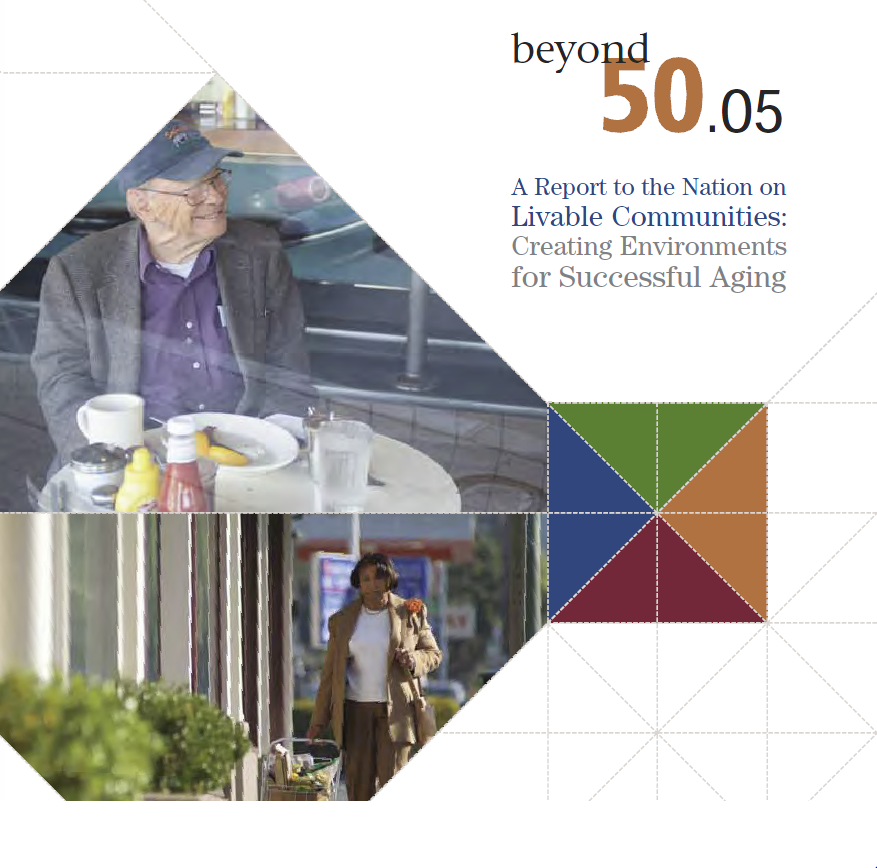 beyond
50.05
A Report to the Nation on
Livable Communities:
Creating Environments
for Successful Aging